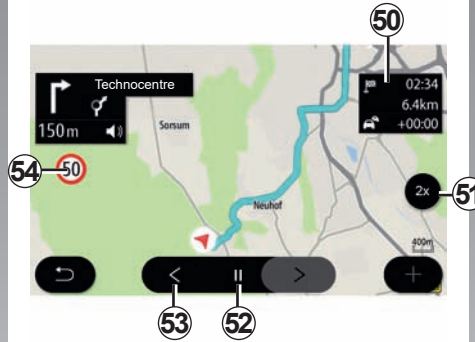 50
Technocentre
02:34
6.4km
150m
+00:00
Sorsum
54
50
2x
51
Neuhof
400m
< || >
+
53
52